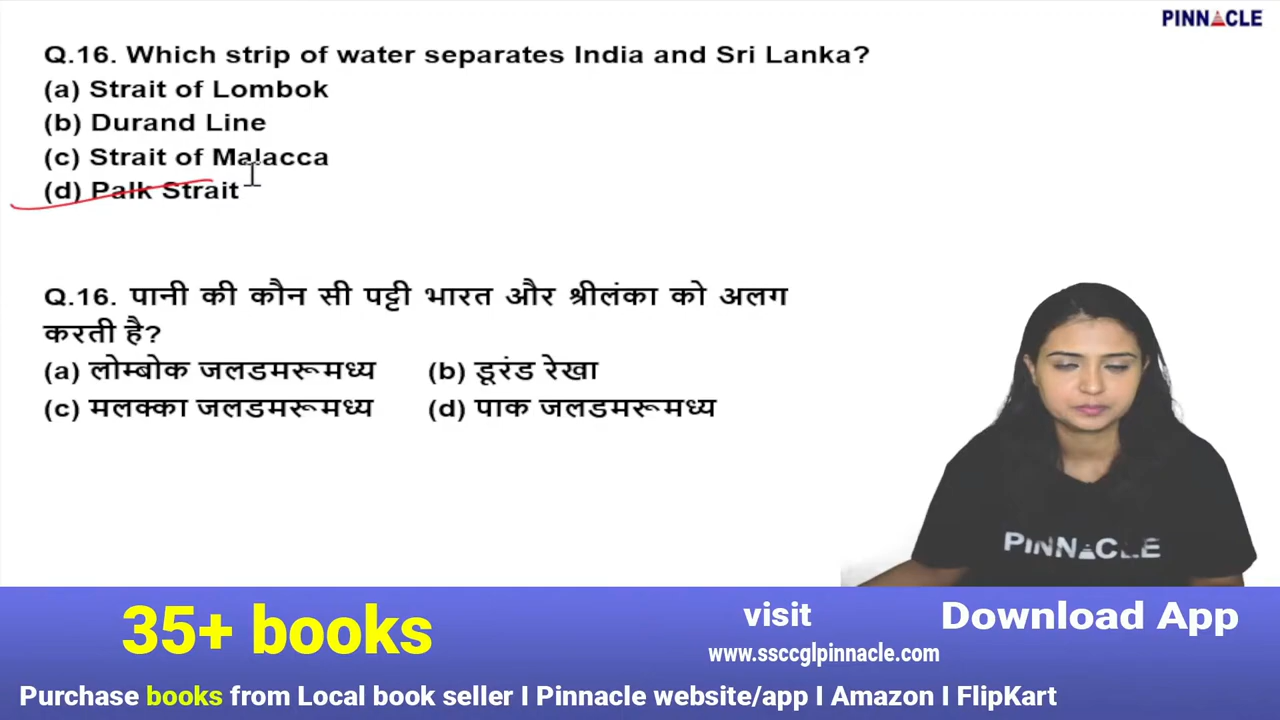 PINNACLE
Q.16. Which strip of water separates India and Sri Lanka?
(a) Strait of Lombok
(b) Durand Line
(c) Strait of Malacca
(d) Palk Strait
Q.16. पानी की कौन सी पट्टी भारत और श्रीलंका को अलग
करती है?
(a) लोम्बोक जलडमरूमध्य (b) डूरंड रेखा
(c) मलक्का जलडमरूमध्य (d) पाक जलडमरूमध्य
PINNACLE
35+ books
visit
www.ssccglpinnacle.com
Download App
Purchase books from Local book seller I Pinnacle website/app I Amazon I FlipKart